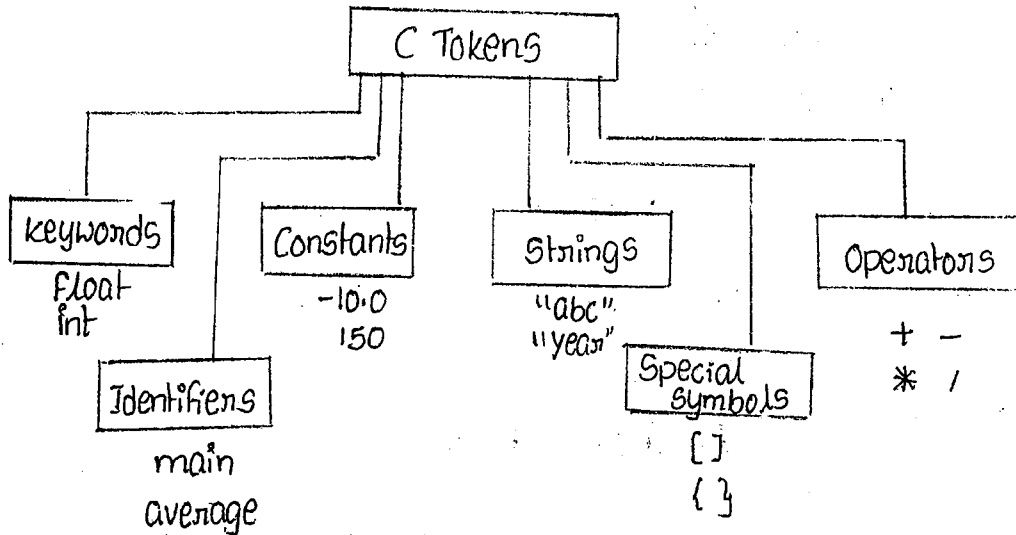 C Tokens
keywords
float
int
Identifiers
main
average
Constants
-10.0
150
Strings
"abc"
"year"
Special
symbols
[ ]
{ }
Operators
+ -
* /